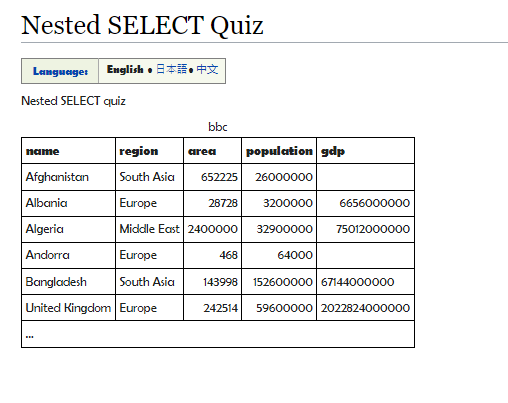 Nested SELECT Quiz
Language: English • 日本語 • 中文
Nested SELECT quiz
bbc
name region area population gdp
Afghanistan South Asia 652225 26000000
Albania Europe 28728 3200000 6656000000
Algeria Middle East 2400000 32900000 75012000000
Andorra Europe 468 64000
Bangladesh South Asia 143998 152600000 67144000000
United Kingdom Europe 242514 59600000 2022824000000
...